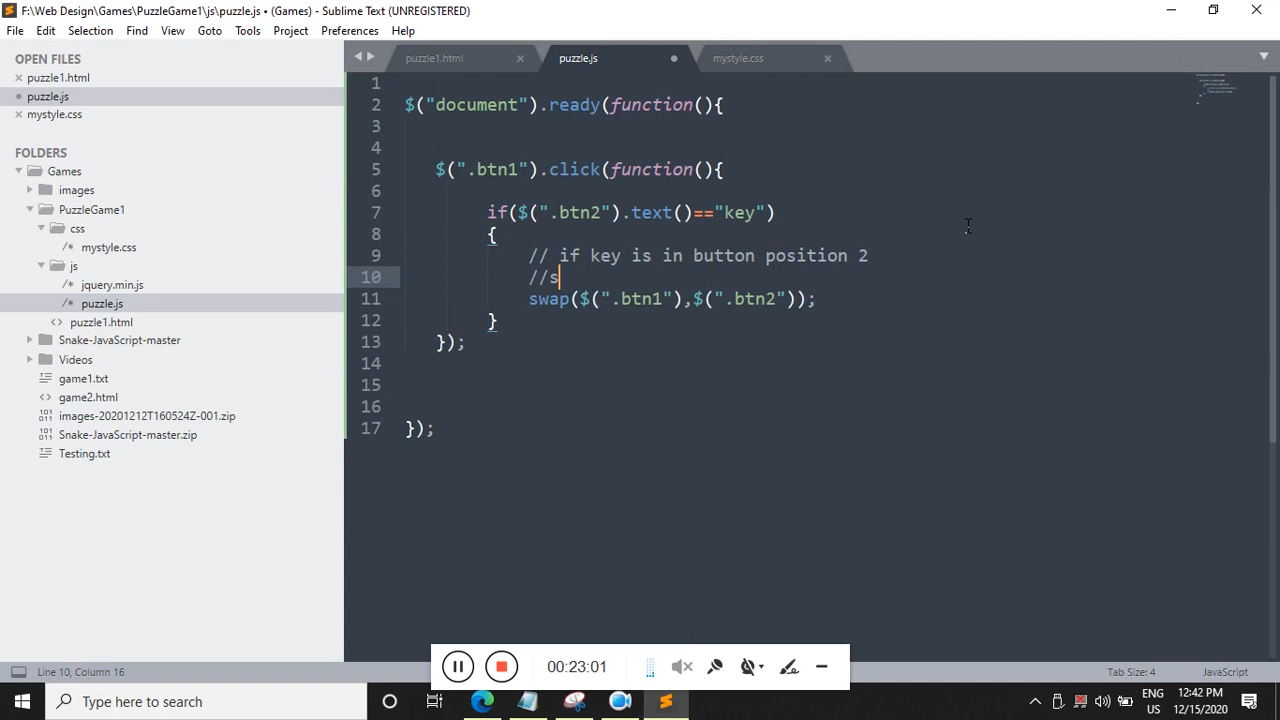 F:\Web Design\Games\PuzzleGame1\js\puzzle.js • (Games) - Sublime Text (UNREGISTERED)
File Edit Selection Find View Goto Tools Project Preferences Help
OPEN FILES
puzzle1.html
puzzle.js
mystyle.css
FOLDERS
Games
images
PuzzleGame1
css
/* mystyle.css
js
/* jquery.min.js
/* puzzle.js
<> puzzle1.html
Snake-JavaScript-master
Videos
game1.txt
<> game2.html
images-20201212T160524Z-001.zip
Snake-JavaScript-master.zip
Testing.txt
puzzle1.html puzzle.js mystyle.css
1
2 $("document").ready(function(){
3
4
5 $(".btn1").click(function(){
6
7 if($(".btn2").text()=="key")
8 {
9 // if key is in button position 2
10 //s
11 swap($(".btn1"),$(".btn2"));
12 }
13 });
14
15
16
17 });
00:23:01
Line 10, Column 16 Tab Size: 4 JavaScript
Type here to search
ENG
US
12:42 PM
12/15/2020